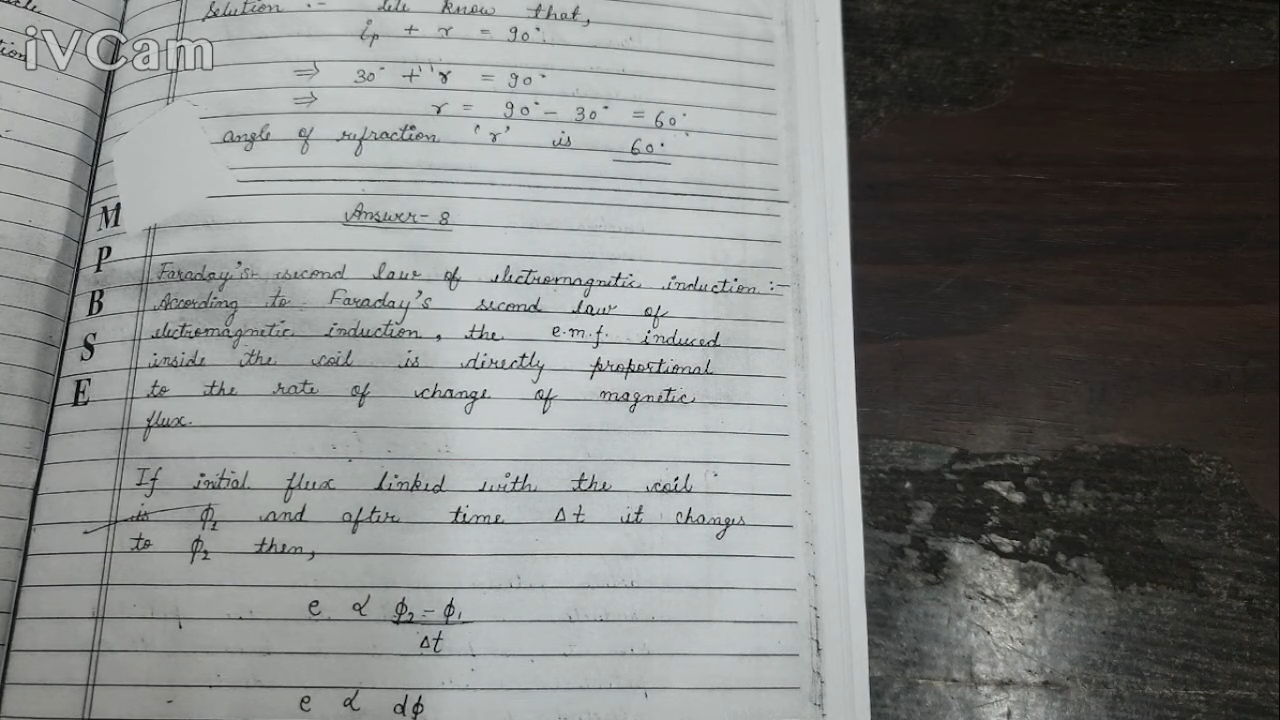 iVCam
Solution :- We know that,
ip + r = 90°
⇒ 30° + r = 90°
⇒ r = 90° - 30° = 60°
angle of refraction 'r' is 60°
Answer - 8
M
P
B
S
E
Faraday's second law of electromagnetic induction :-
According to Faraday's second law of
electromagnetic induction, the e.m.f. induced
inside the coil is directly proportional
to the rate of change of magnetic
flux.
If initial flux linked with the coil
is ϕ1 and after time Δt it changes
to ϕ2 then,
e ∝ ϕ2 - ϕ1
Δt
e ∝ dϕ